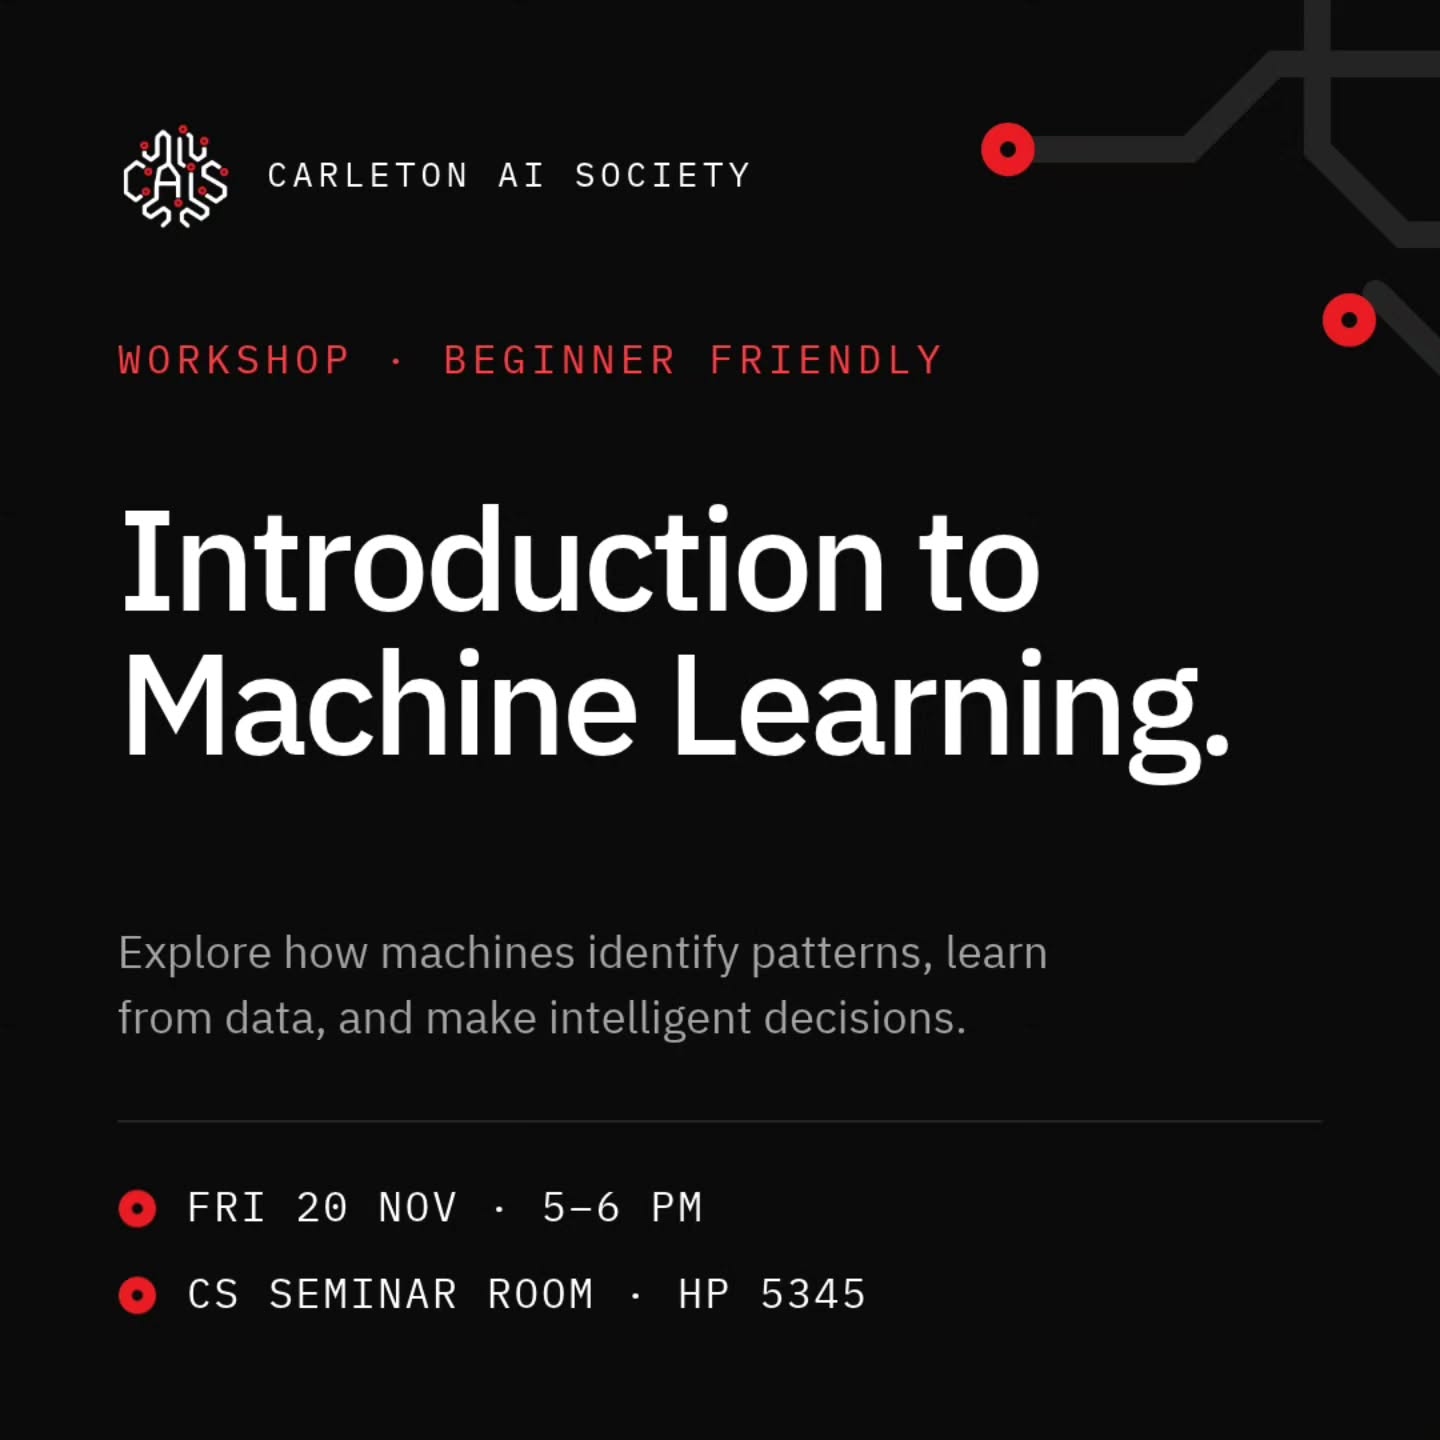 CAIS
CARLETON AI SOCIETY
WORKSHOP · BEGINNER FRIENDLY
Introduction to
Machine Learning.
Explore how machines identify patterns, learn
from data, and make intelligent decisions.
FRI 20 NOV · 5–6 PM
CS SEMINAR ROOM · HP 5345